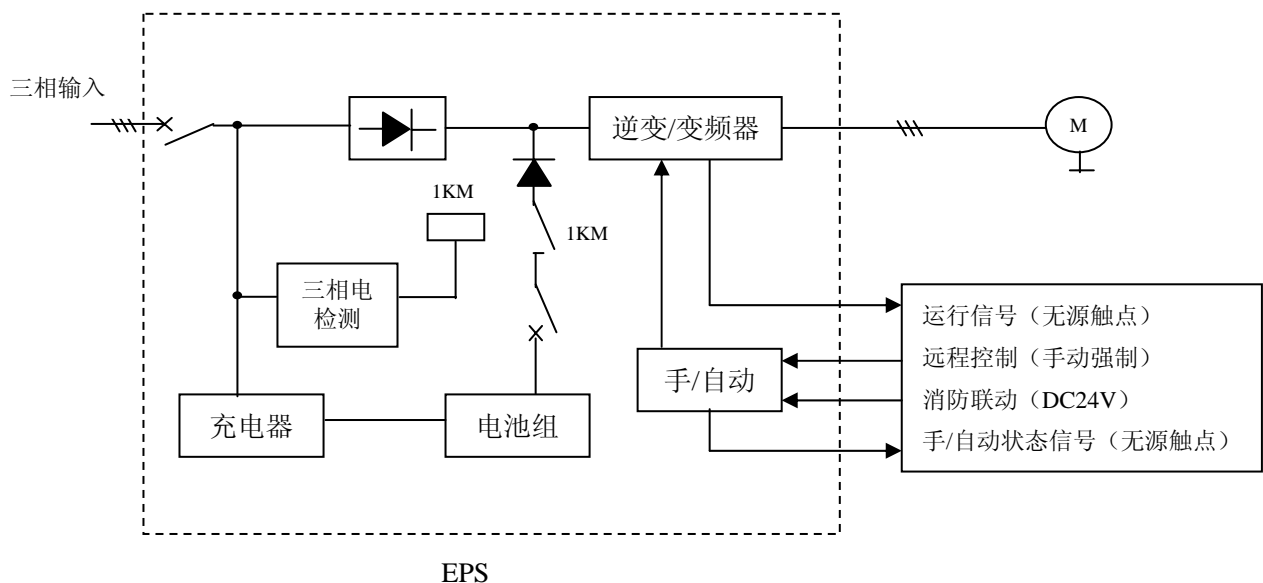 三相输入
逆变/变频器
M
1KM
1KM
三相电
检测
运行信号（无源触点）
远程控制（手动强制）
手/自动
消防联动（DC24V）
充电器
电池组
手/自动状态信号（无源触点）
EPS